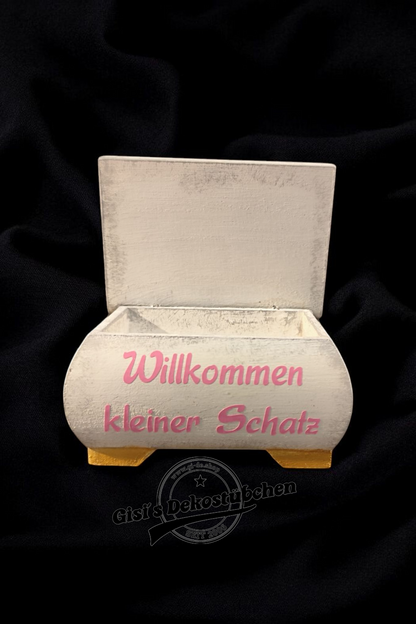 Willkommen
kleiner Schatz
Gisi's Dekostübchen